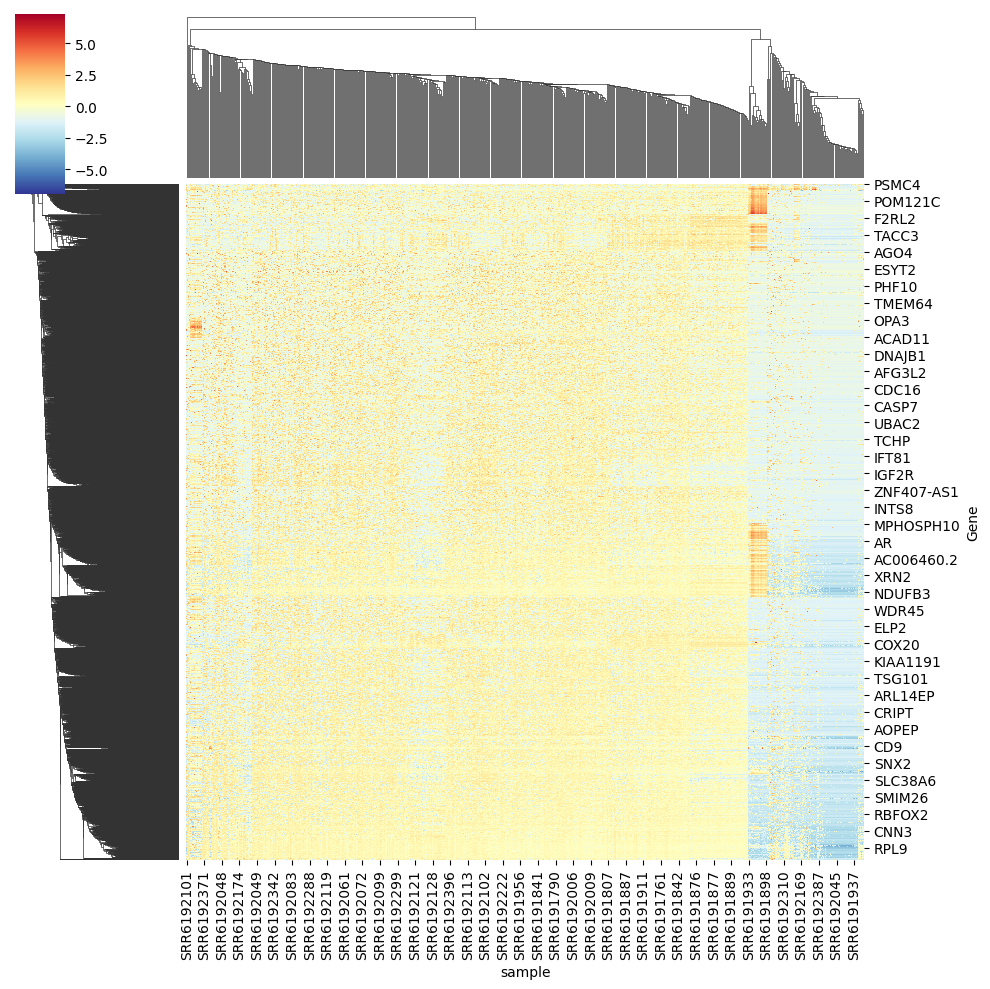 5.0
2.5
0.0
−2.5
−5.0
PSMC4
POM121C
F2RL2
TACC3
AGO4
ESYT2
PHF10
TMEM64
OPA3
ACAD11
DNAJB1
AFG3L2
CDC16
CASP7
UBAC2
TCHP
IFT81
IGF2R
ZNF407-AS1
INTS8
MPHOSPH10
AR
AC006460.2
XRN2
NDUFB3
WDR45
ELP2
COX20
KIAA1191
TSG101
ARL14EP
CRIPT
AOPEP
CD9
SNX2
SLC38A6
SMIM26
RBFOX2
CNN3
RPL9
Gene
SRR6192101
SRR6192371
SRR6192048
SRR6192174
SRR6192049
SRR6192342
SRR6192083
SRR6192288
SRR6192119
SRR6192061
SRR6192072
SRR6192099
SRR6192299
SRR6192121
SRR6192128
SRR6192396
SRR6192113
SRR6192102
SRR6192222
SRR6191956
SRR6191841
SRR6191790
SRR6192006
SRR6192009
SRR6191807
SRR6191887
SRR6191911
SRR6191761
SRR6191842
SRR6191876
SRR6191877
SRR6191889
SRR6191933
SRR6191898
SRR6192310
SRR6192169
SRR6192387
SRR6192045
SRR6191937
sample